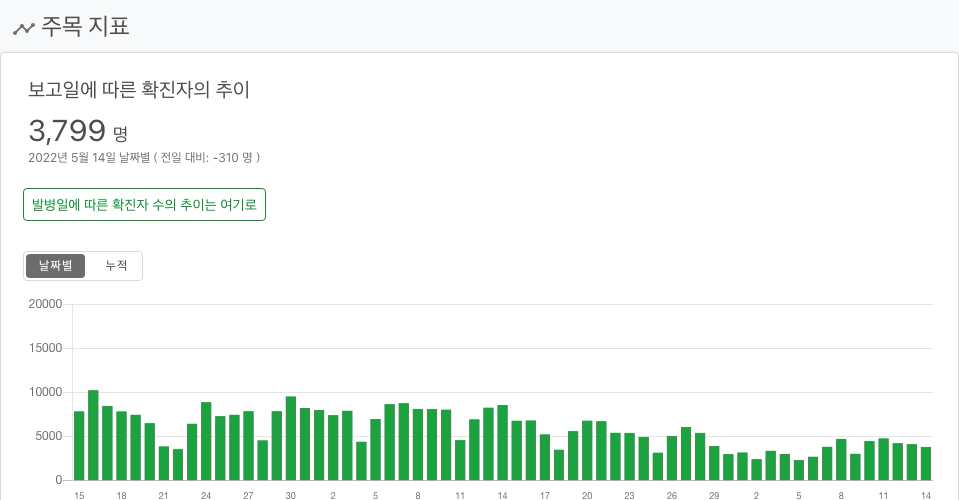 주목 지표
보고일에 따른 확진자의 추이
3,799 명
2022년 5월 14일 날짜별 ( 전일 대비: -310 명 )
발병일에 따른 확진자 수의 추이는 여기로
날짜별 누적
20000
15000
10000
5000
0
15 18 21 24 27 30 2 5 8 11 14 17 20 23 26 29 2 5 8 11 14